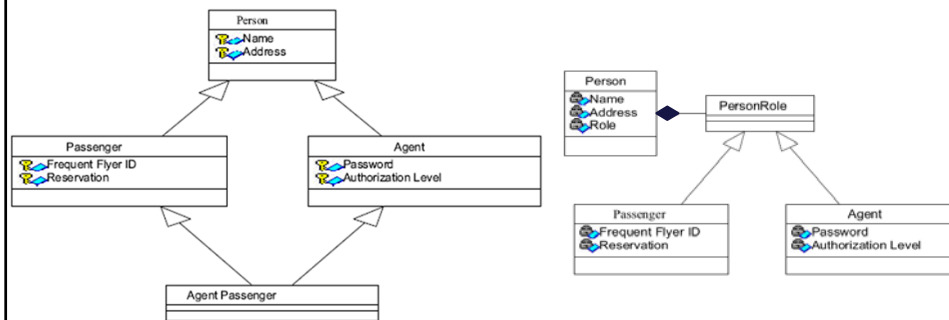 Person
Name
Address
Passenger
Frequent Flyer ID
Reservation
Agent
Password
Authorization Level
Agent Passenger
Person
Name
Address
Role
PersonRole
Passenger
Frequent Flyer ID
Reservation
Agent
Password
Authorization Level